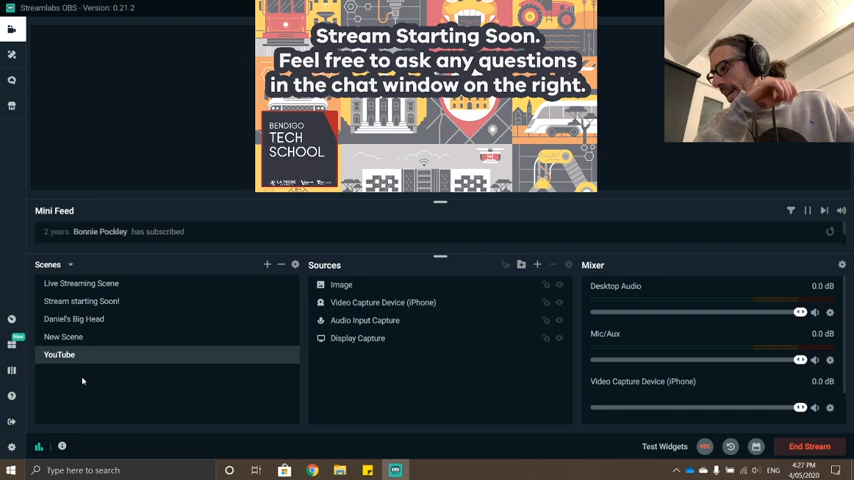 Streamlabs OBS - Version: 0.21.2
Stream Starting Soon.
Feel free to ask any questions
in the chat window on the right.
BENDIGO
TECH
SCHOOL
LA TROBE
Mini Feed
2 years Bonnie Pockley has subscribed
Scenes
Live Streaming Scene
Stream starting Soon!
Daniel's Big Head
New Scene
YouTube
Sources
Image
Video Capture Device (iPhone)
Audio Input Capture
Display Capture
Mixer
Desktop Audio 0.0 dB
Mic/Aux 0.0 dB
Video Capture Device (iPhone) 0.0 dB
New
Test Widgets REC End Stream
Type here to search
ENG
4:27 PM
4/05/2020